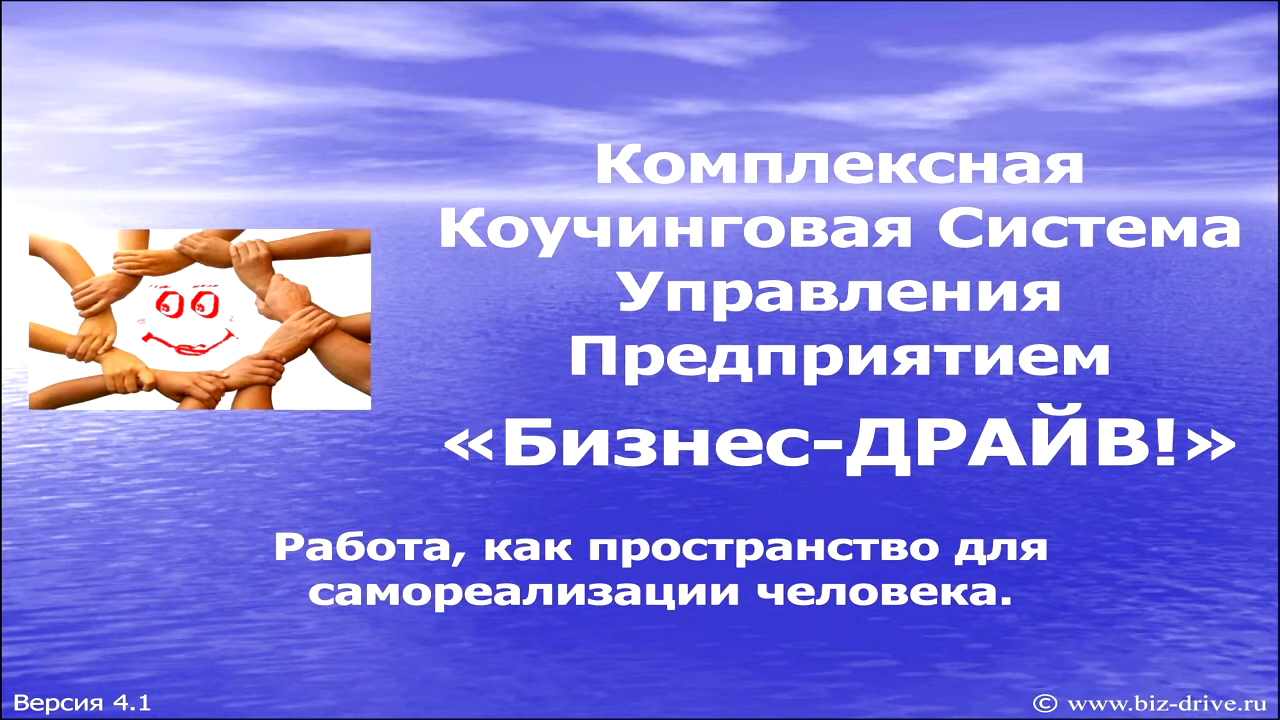 Комплексная
Коучинговая Система
Управления
Предприятием
«Бизнес-ДРАЙВ!»
Работа, как пространство для
самореализации человека.
Версия 4.1
© www.biz-drive.ru